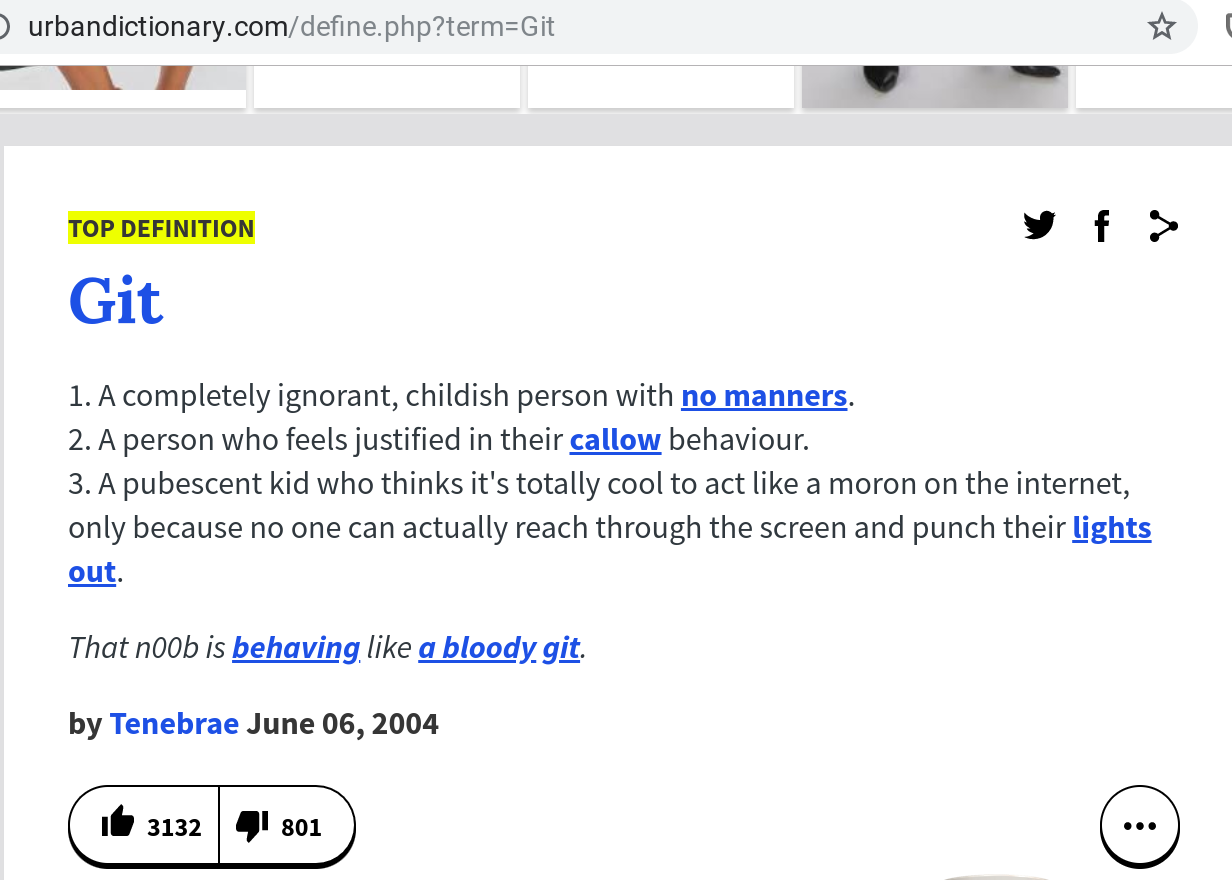 urbandictionary.com/define.php?term=Git
TOP DEFINITION
Git
1. A completely ignorant, childish person with no manners.
2. A person who feels justified in their callow behaviour.
3. A pubescent kid who thinks it's totally cool to act like a moron on the internet,
only because no one can actually reach through the screen and punch their lights
out.
That n00b is behaving like a bloody git.
by Tenebrae June 06, 2004
3132 801